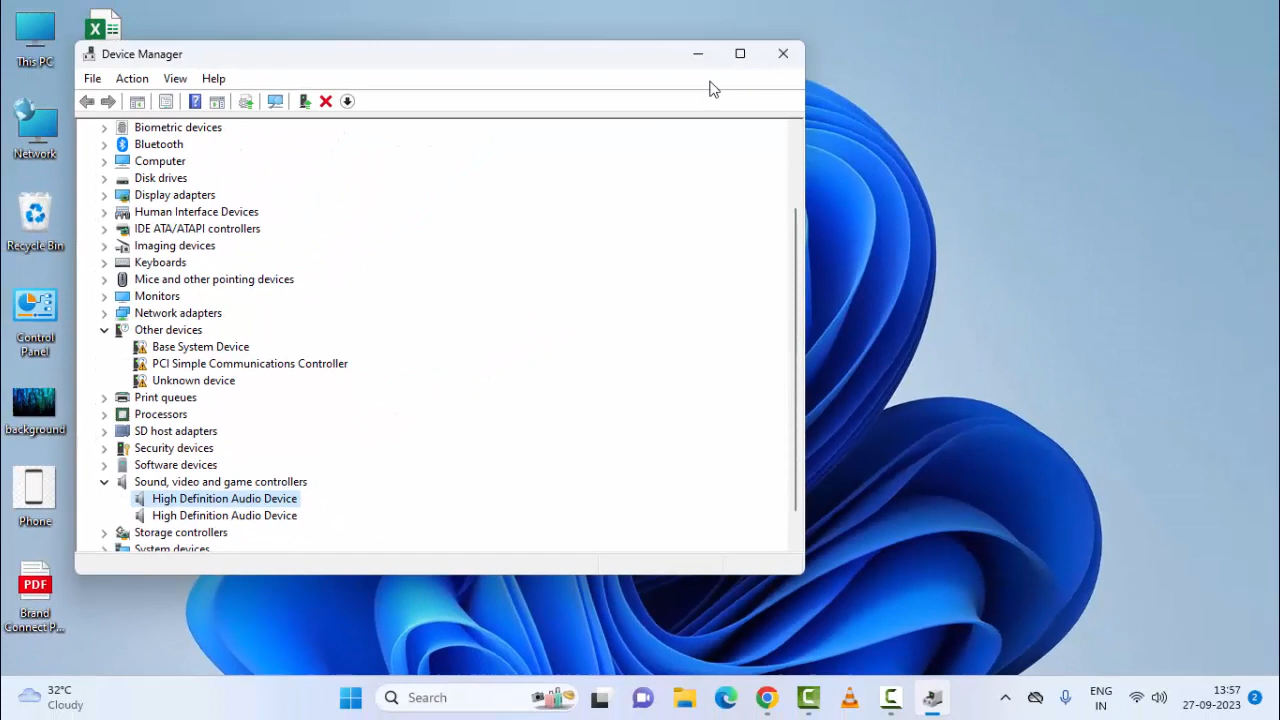 This PC
Network
Recycle Bin
Control
Panel
background
Phone
PDF
Brand
Connect P...
Device Manager
File Action View Help
Biometric devices
Bluetooth
Computer
Disk drives
Display adapters
Human Interface Devices
IDE ATA/ATAPI controllers
Imaging devices
Keyboards
Mice and other pointing devices
Monitors
Network adapters
Other devices
Base System Device
PCI Simple Communications Controller
Unknown device
Print queues
Processors
SD host adapters
Security devices
Software devices
Sound, video and game controllers
High Definition Audio Device
High Definition Audio Device
Storage controllers
System devices
32°C
Cloudy
Search
ENG
IN
13:57
27-09-2023
2